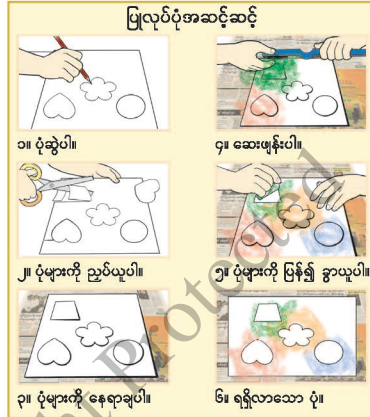 ပြုလုပ်ပုံအဆင့်ဆင့်
၁။ ပုံဆွဲပါ။
၂။ ပုံများကို ညှပ်ယူပါ။
၃။ ပုံများကို နေရာချပါ။
၄။ ဆေးဖျန်းပါ။
၅။ ပုံများကို ပြန်၍ ခွာယူပါ။
၆။ ရရှိလာသော ပုံ။
Protected